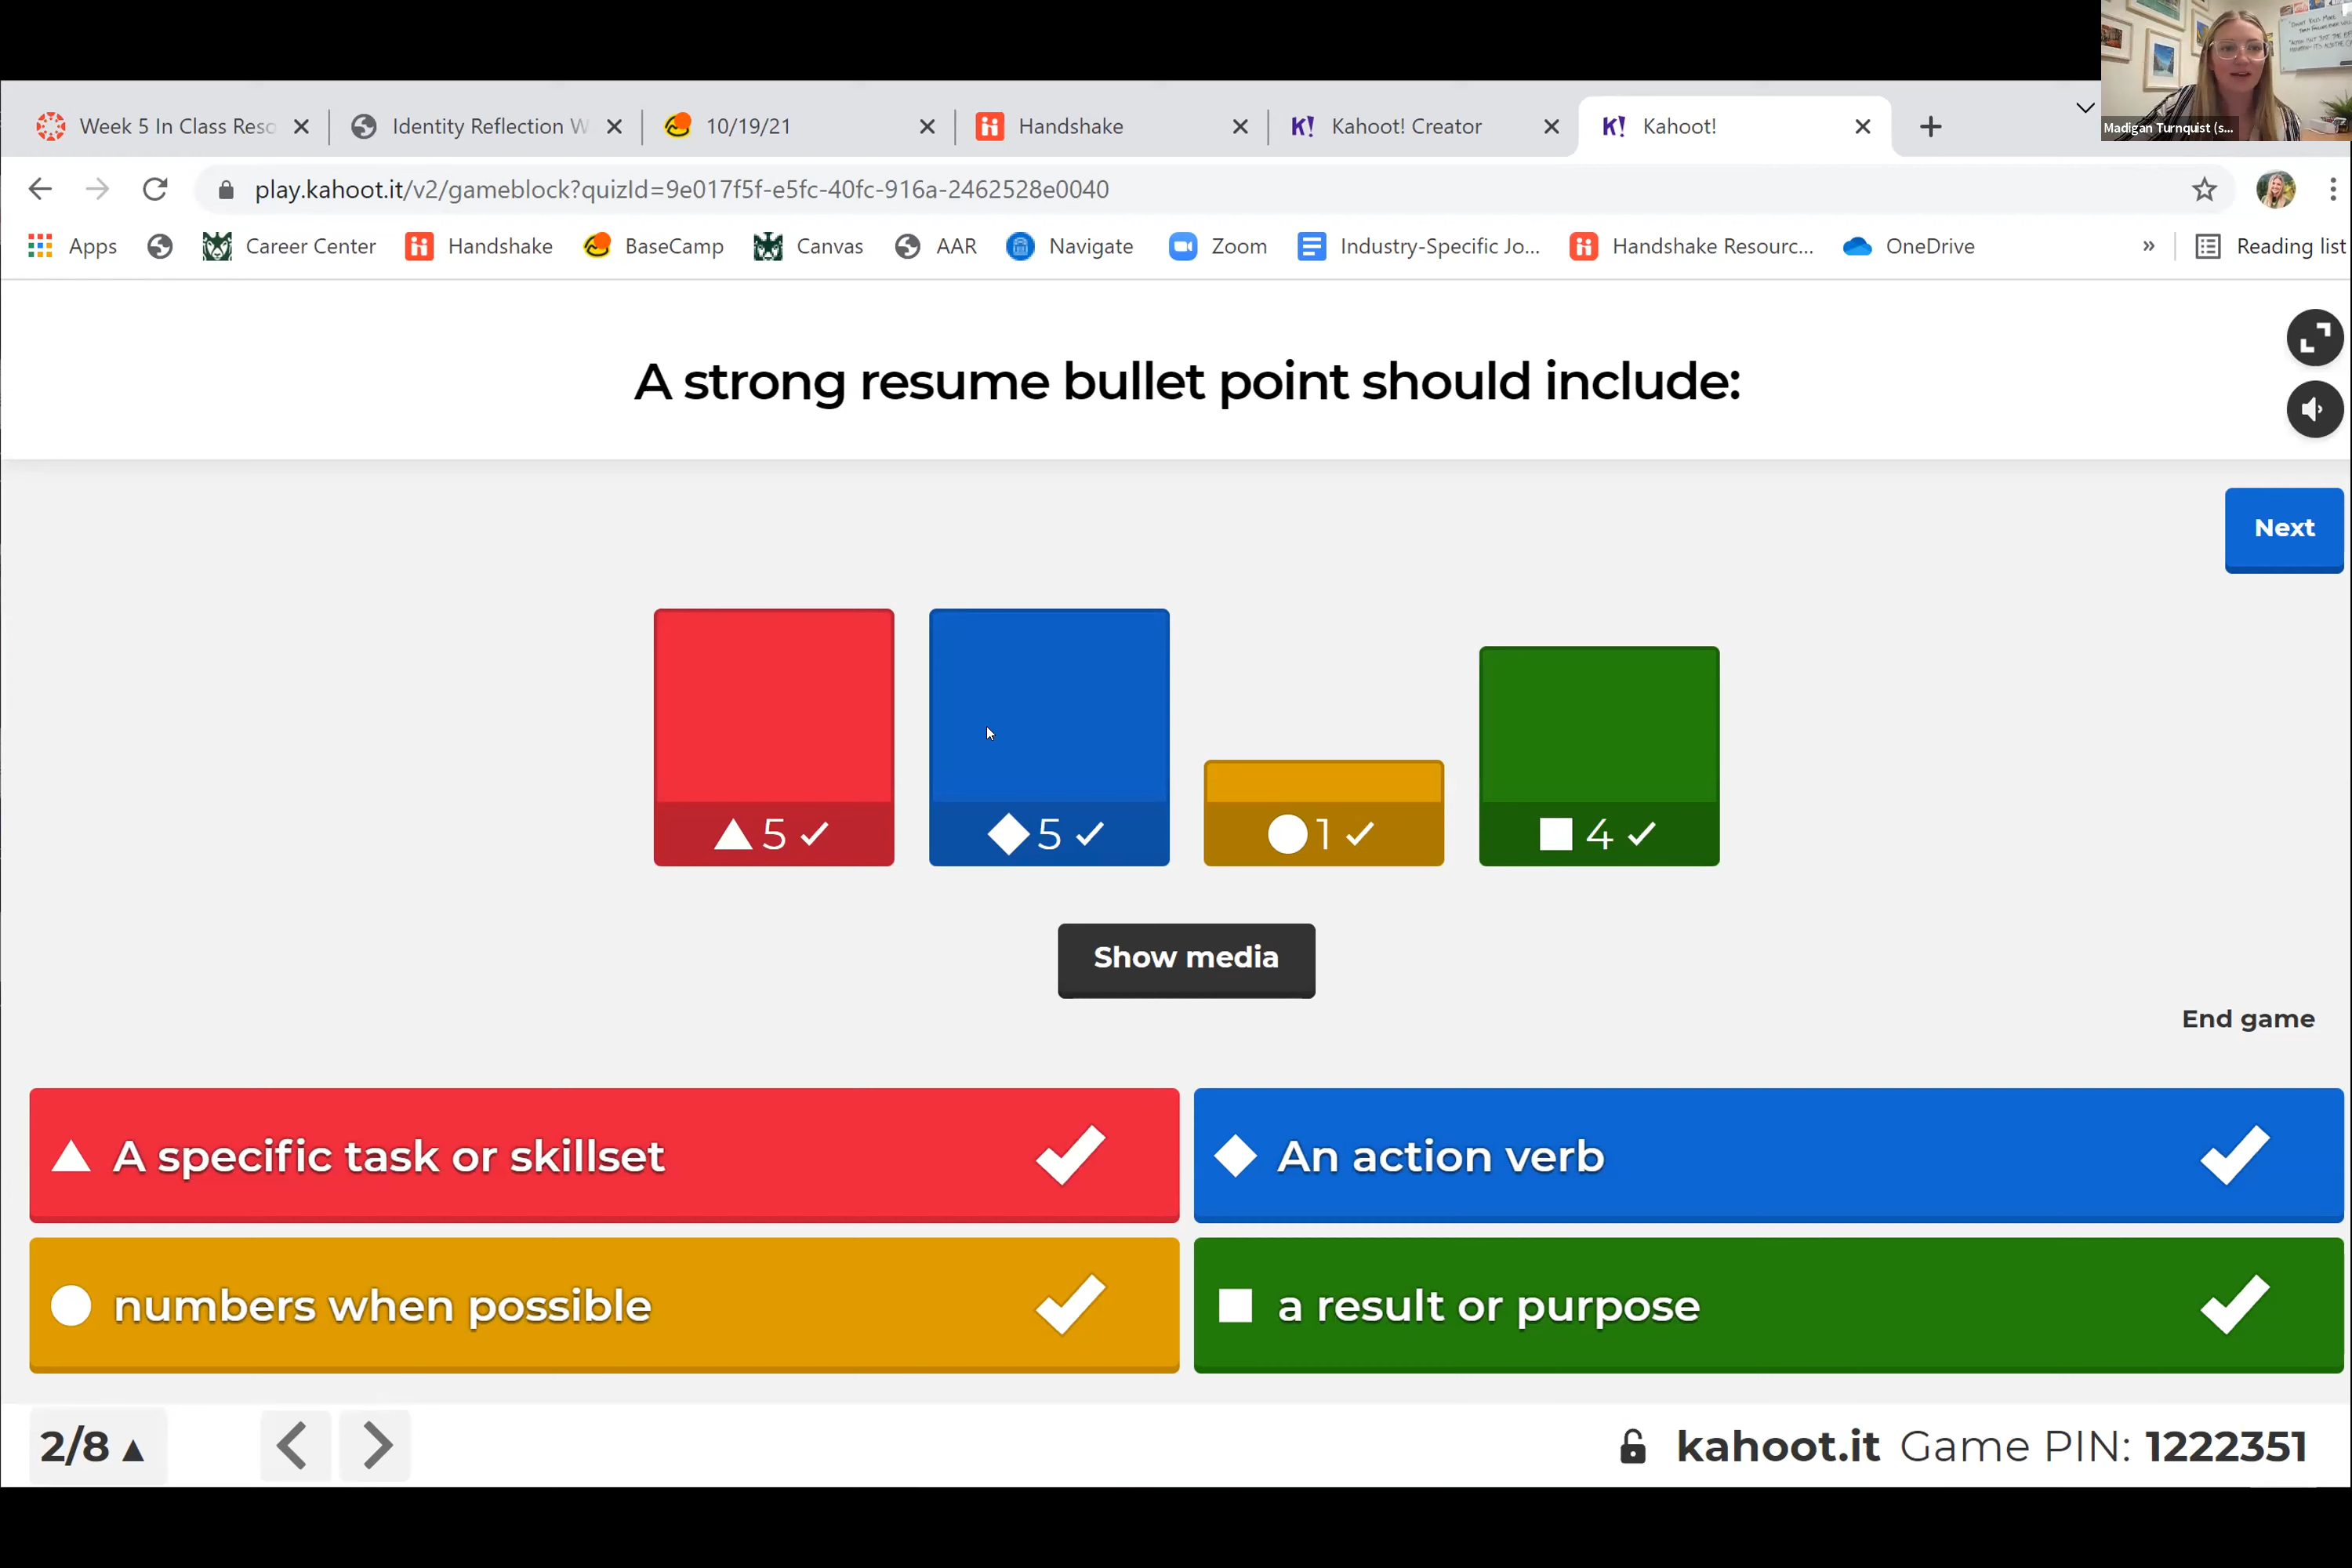 Week 5 In Class Reso
Identity Reflection W
10/19/21
Handshake
K! Kahoot! Creator
K! Kahoot!
Madigan Turnquist (s...
play.kahoot.it/v2/gameblock?quizId=9e017f5f-e5fc-40fc-916a-2462528e0040
Apps
Career Center
Handshake
BaseCamp
Canvas
AAR
Navigate
Zoom
Industry-Specific Jo...
Handshake Resourc...
OneDrive
»
Reading list
A strong resume bullet point should include:
Next
5
5
1
4
Show media
End game
A specific task or skillset
An action verb
numbers when possible
a result or purpose
2/8
kahoot.it Game PIN: 1222351